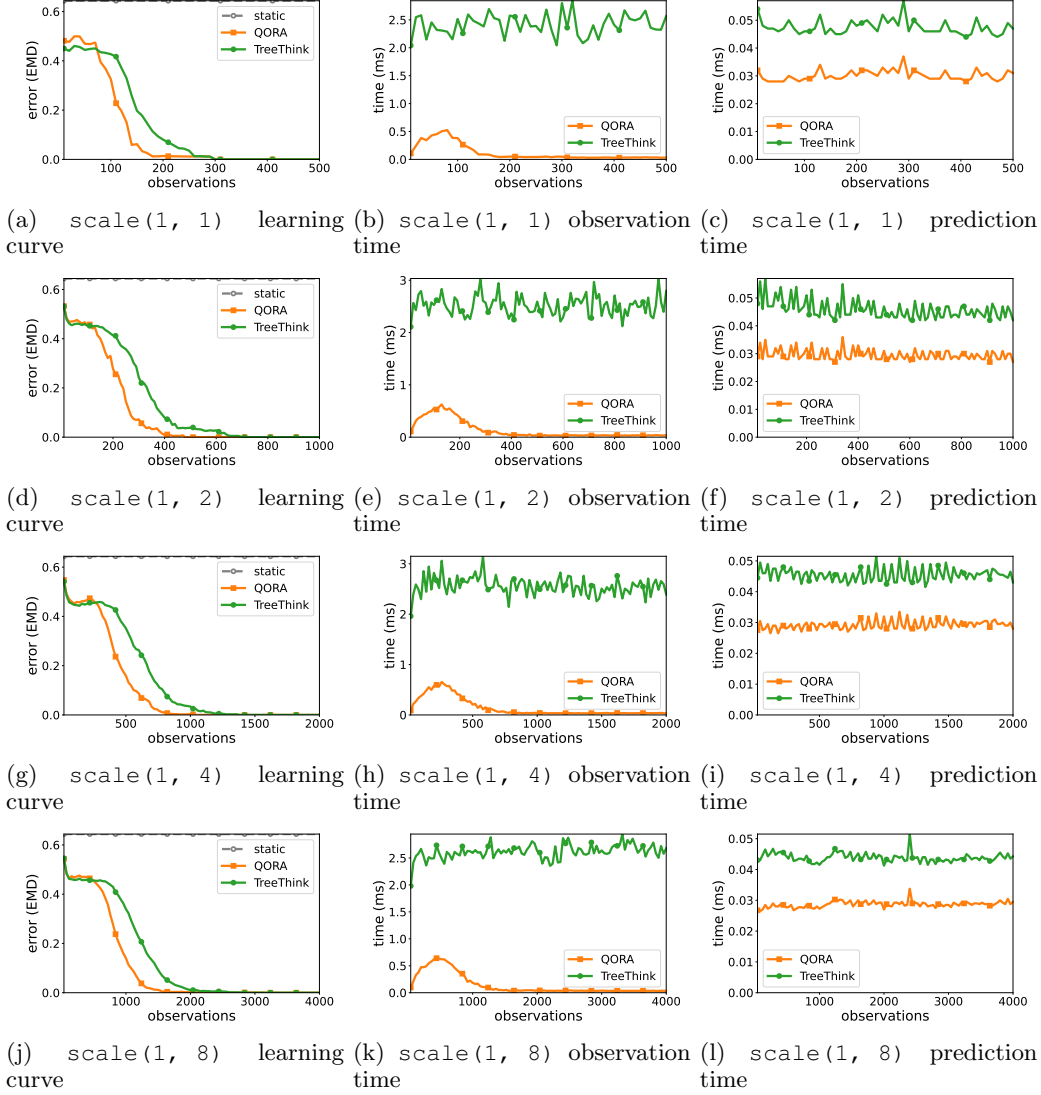 error (EMD)
0.6
0.4
0.2
0.0
static
QORA
TreeThink
100 200 300 400 500
observations
time (ms)
2.5
2.0
1.5
1.0
0.5
0.0
QORA
TreeThink
100 200 300 400 500
observations
time (ms)
0.05
0.04
0.03
0.02
0.01
0.00
QORA
TreeThink
100 200 300 400 500
observations
(a) scale(1, 1) learning curve
(b) scale(1, 1) observation time
(c) scale(1, 1) prediction time
error (EMD)
0.6
0.4
0.2
0.0
static
QORA
TreeThink
200 400 600 800 1000
observations
time (ms)
3
2
1
0
QORA
TreeThink
200 400 600 800 1000
observations
time (ms)
0.05
0.04
0.03
0.02
0.01
0.00
QORA
TreeThink
200 400 600 800 1000
observations
(d) scale(1, 2) learning curve
(e) scale(1, 2) observation time
(f) scale(1, 2) prediction time
error (EMD)
0.6
0.4
0.2
0.0
static
QORA
TreeThink
500 1000 1500 2000
observations
time (ms)
3
2
1
0
QORA
TreeThink
500 1000 1500 2000
observations
time (ms)
0.05
0.04
0.03
0.02
0.01
0.00
QORA
TreeThink
500 1000 1500 2000
observations
(g) scale(1, 4) learning curve
(h) scale(1, 4) observation time
(i) scale(1, 4) prediction time
error (EMD)
0.6
0.4
0.2
0.0
static
QORA
TreeThink
1000 2000 3000 4000
observations
time (ms)
2.5
2.0
1.5
1.0
0.5
0.0
QORA
TreeThink
1000 2000 3000 4000
observations
time (ms)
0.05
0.04
0.03
0.02
0.01
0.00
QORA
TreeThink
1000 2000 3000 4000
observations
(j) scale(1, 8) learning curve
(k) scale(1, 8) observation time
(l) scale(1, 8) prediction time